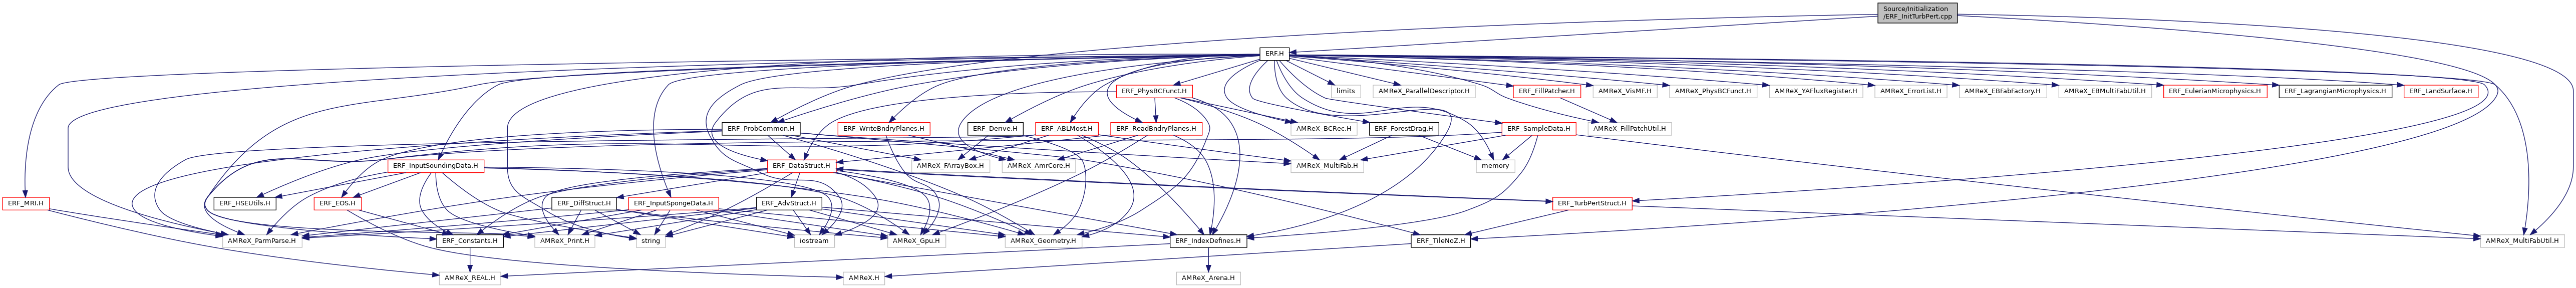 Source/Initialization
/ERF_InitTurbPert.cpp
ERF.H
ERF_PhysBCFunct.H
limits
AMReX_ParallelDescriptor.H
ERF_FillPatcher.H
AMReX_VisMF.H
AMReX_PhysBCFunct.H
AMReX_YAFluxRegister.H
AMReX_ErrorList.H
AMReX_EBFabFactory.H
AMReX_EBMultiFabUtil.H
ERF_EulerianMicrophysics.H
ERF_LagrangianMicrophysics.H
ERF_LandSurface.H
ERF_ProbCommon.H
ERF_WriteBndryPlanes.H
ERF_Derive.H
ERF_ABLMost.H
ERF_ReadBndryPlanes.H
AMReX_BCRec.H
ERF_ForestDrag.H
ERF_SampleData.H
AMReX_FillPatchUtil.H
ERF_InputSoundingData.H
ERF_DataStruct.H
AMReX_FArrayBox.H
AMReX_AmrCore.H
AMReX_MultiFab.H
memory
ERF_MRI.H
ERF_HSEUtils.H
ERF_EOS.H
ERF_DiffStruct.H
ERF_InputSpongeData.H
ERF_AdvStruct.H
ERF_TurbPertStruct.H
AMReX_ParmParse.H
ERF_Constants.H
AMReX_Print.H
string
iostream
AMReX_Gpu.H
AMReX_Geometry.H
ERF_IndexDefines.H
ERF_TileNoZ.H
AMReX_MultiFabUtil.H
AMReX_REAL.H
AMReX.H
AMReX_Arena.H